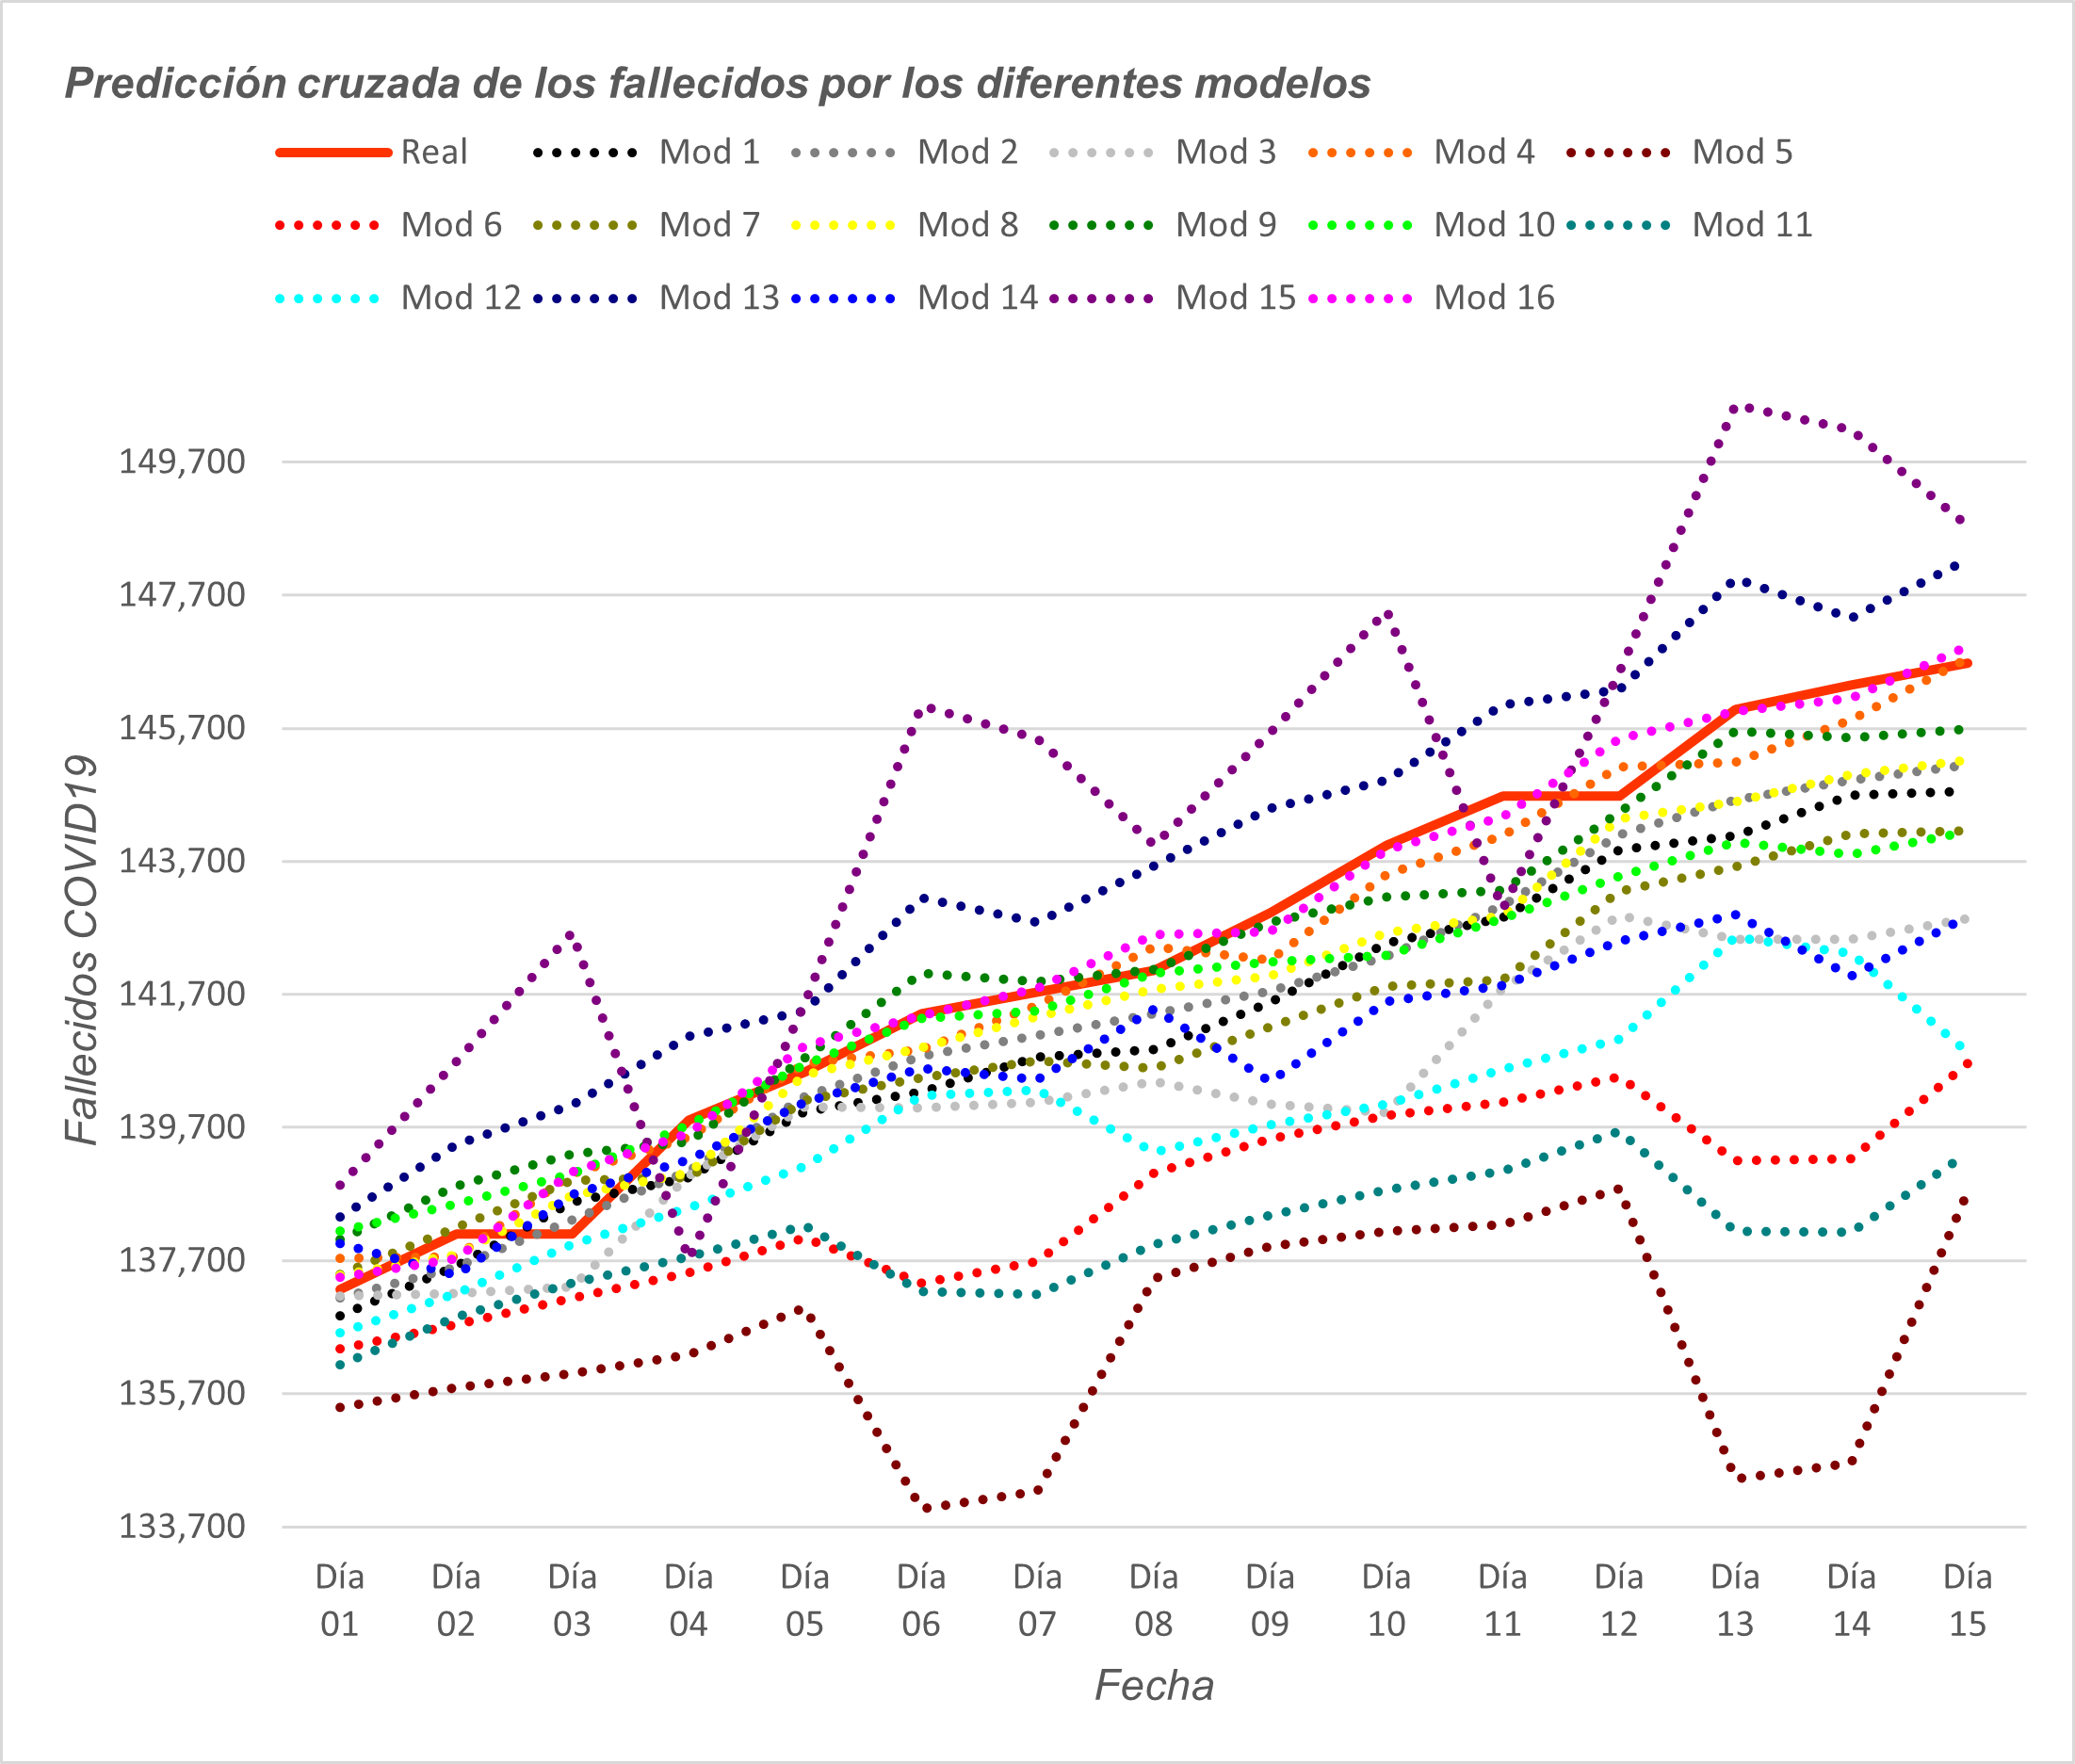 Predicción cruzada de los fallecidos por los diferentes modelos
Real Mod 1 Mod 2 Mod 3 Mod 4 Mod 5
Mod 6 Mod 7 Mod 8 Mod 9 Mod 10 Mod 11
Mod 12 Mod 13 Mod 14 Mod 15 Mod 16
149,700
147,700
145,700
143,700
141,700
139,700
137,700
135,700
133,700
Fallecidos COVID19
Día Día Día Día Día Día Día Día Día Día Día Día Día Día Día
01 02 03 04 05 06 07 08 09 10 11 12 13 14 15
Fecha